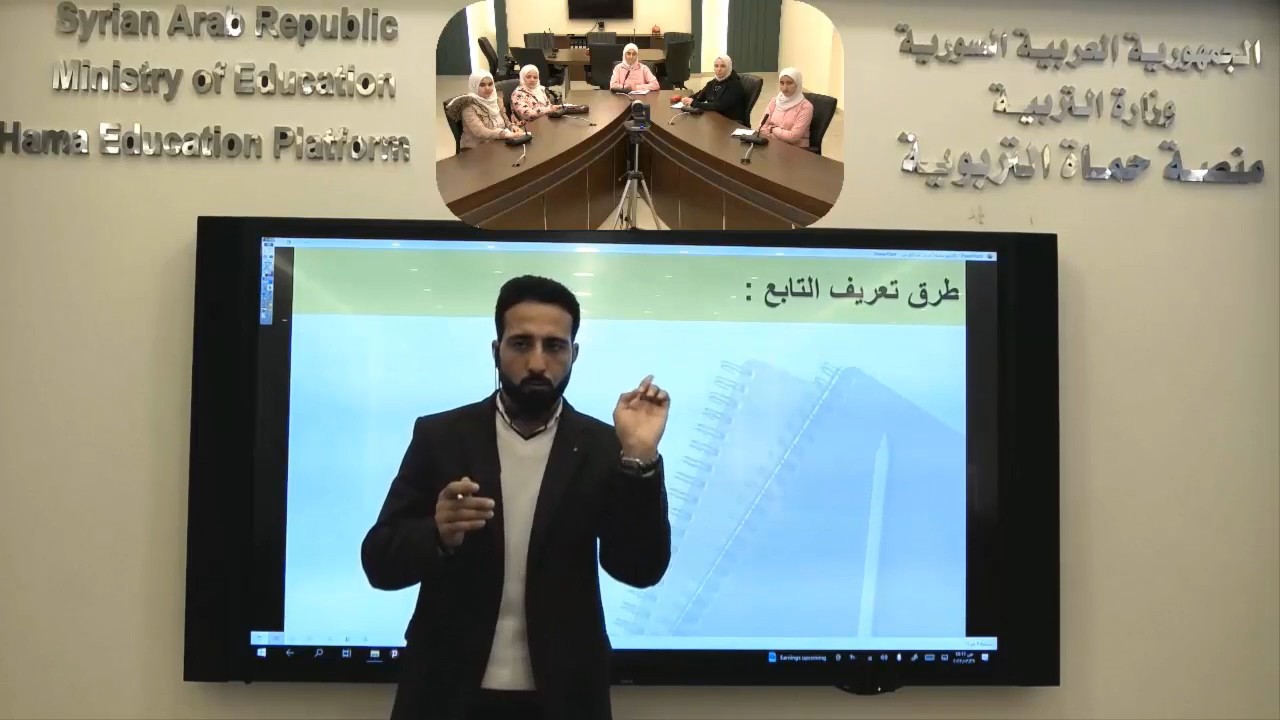 Syrian Arab Republic
Ministry of Education
Hama Education Platform
الجمهورية العربية السورية
وزارة التربية
منصة حماة التربوية
طرق تعريف التابع :
Earnings upcoming